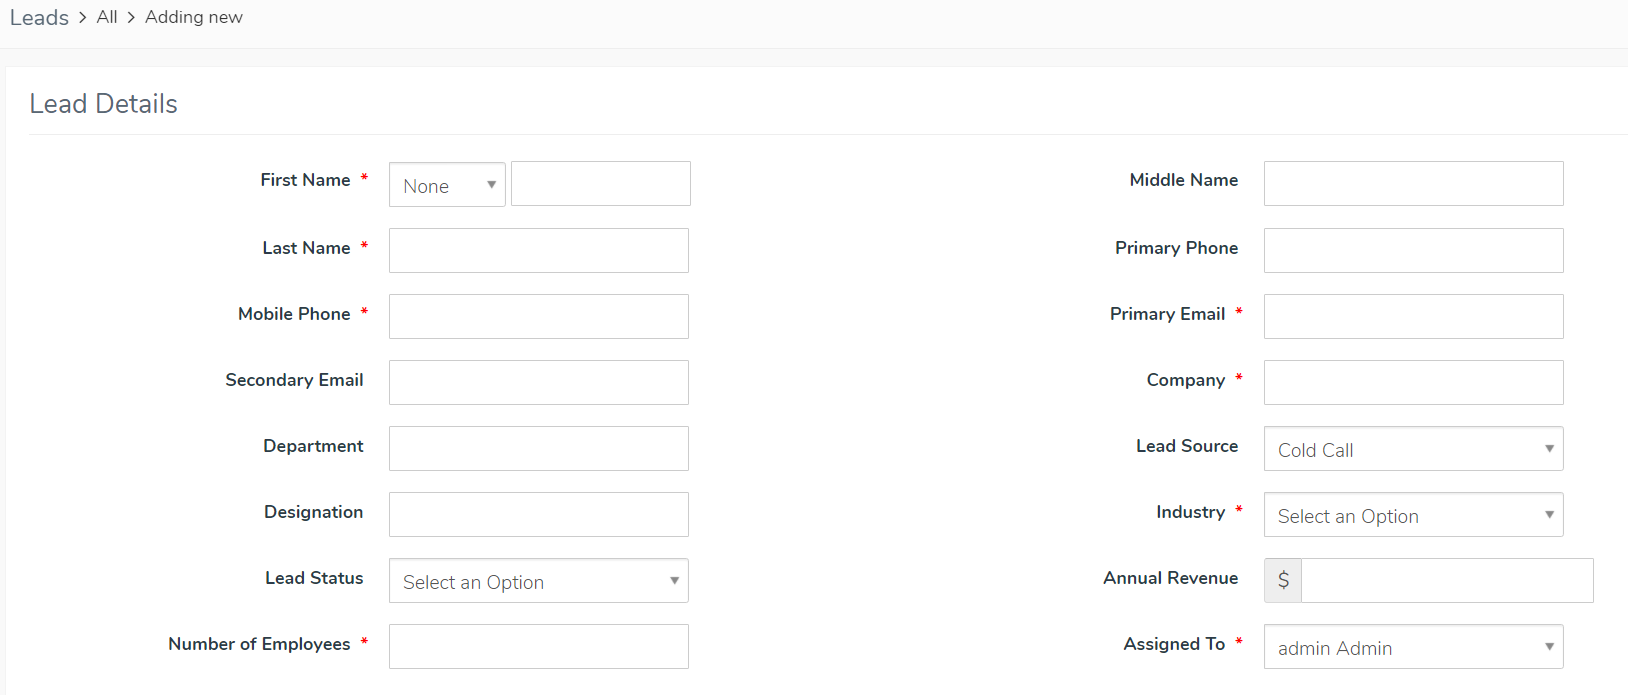 Leads > All > Adding new
Lead Details
First Name * None Middle Name
Last Name * Primary Phone
Mobile Phone * Primary Email *
Secondary Email Company *
Department Lead Source Cold Call
Designation Industry * Select an Option
Lead Status Select an Option Annual Revenue $
Number of Employees * Assigned To * admin Admin